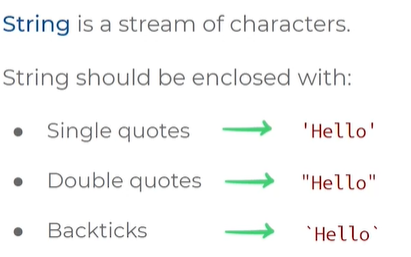 String is a stream of characters.
String should be enclosed with:
• Single quotes → 'Hello'
• Double quotes → "Hello"
• Backticks → `Hello`